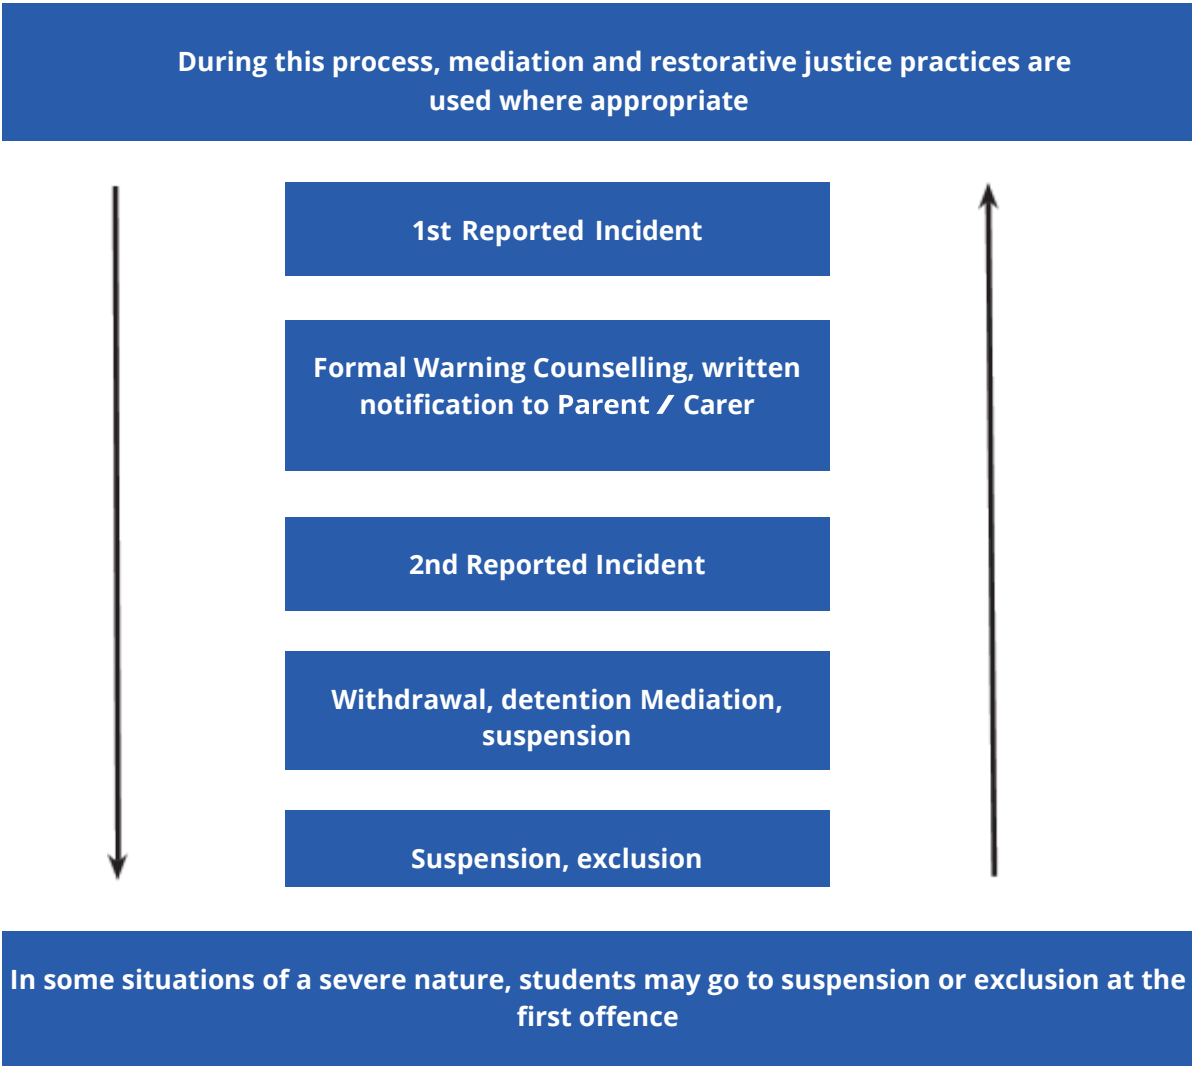 During this process, mediation and restorative justice practices are
used where appropriate
1st Reported Incident
Formal Warning Counselling, written
notification to Parent / Carer
2nd Reported Incident
Withdrawal, detention Mediation,
suspension
Suspension, exclusion
In some situations of a severe nature, students may go to suspension or exclusion at the
first offence